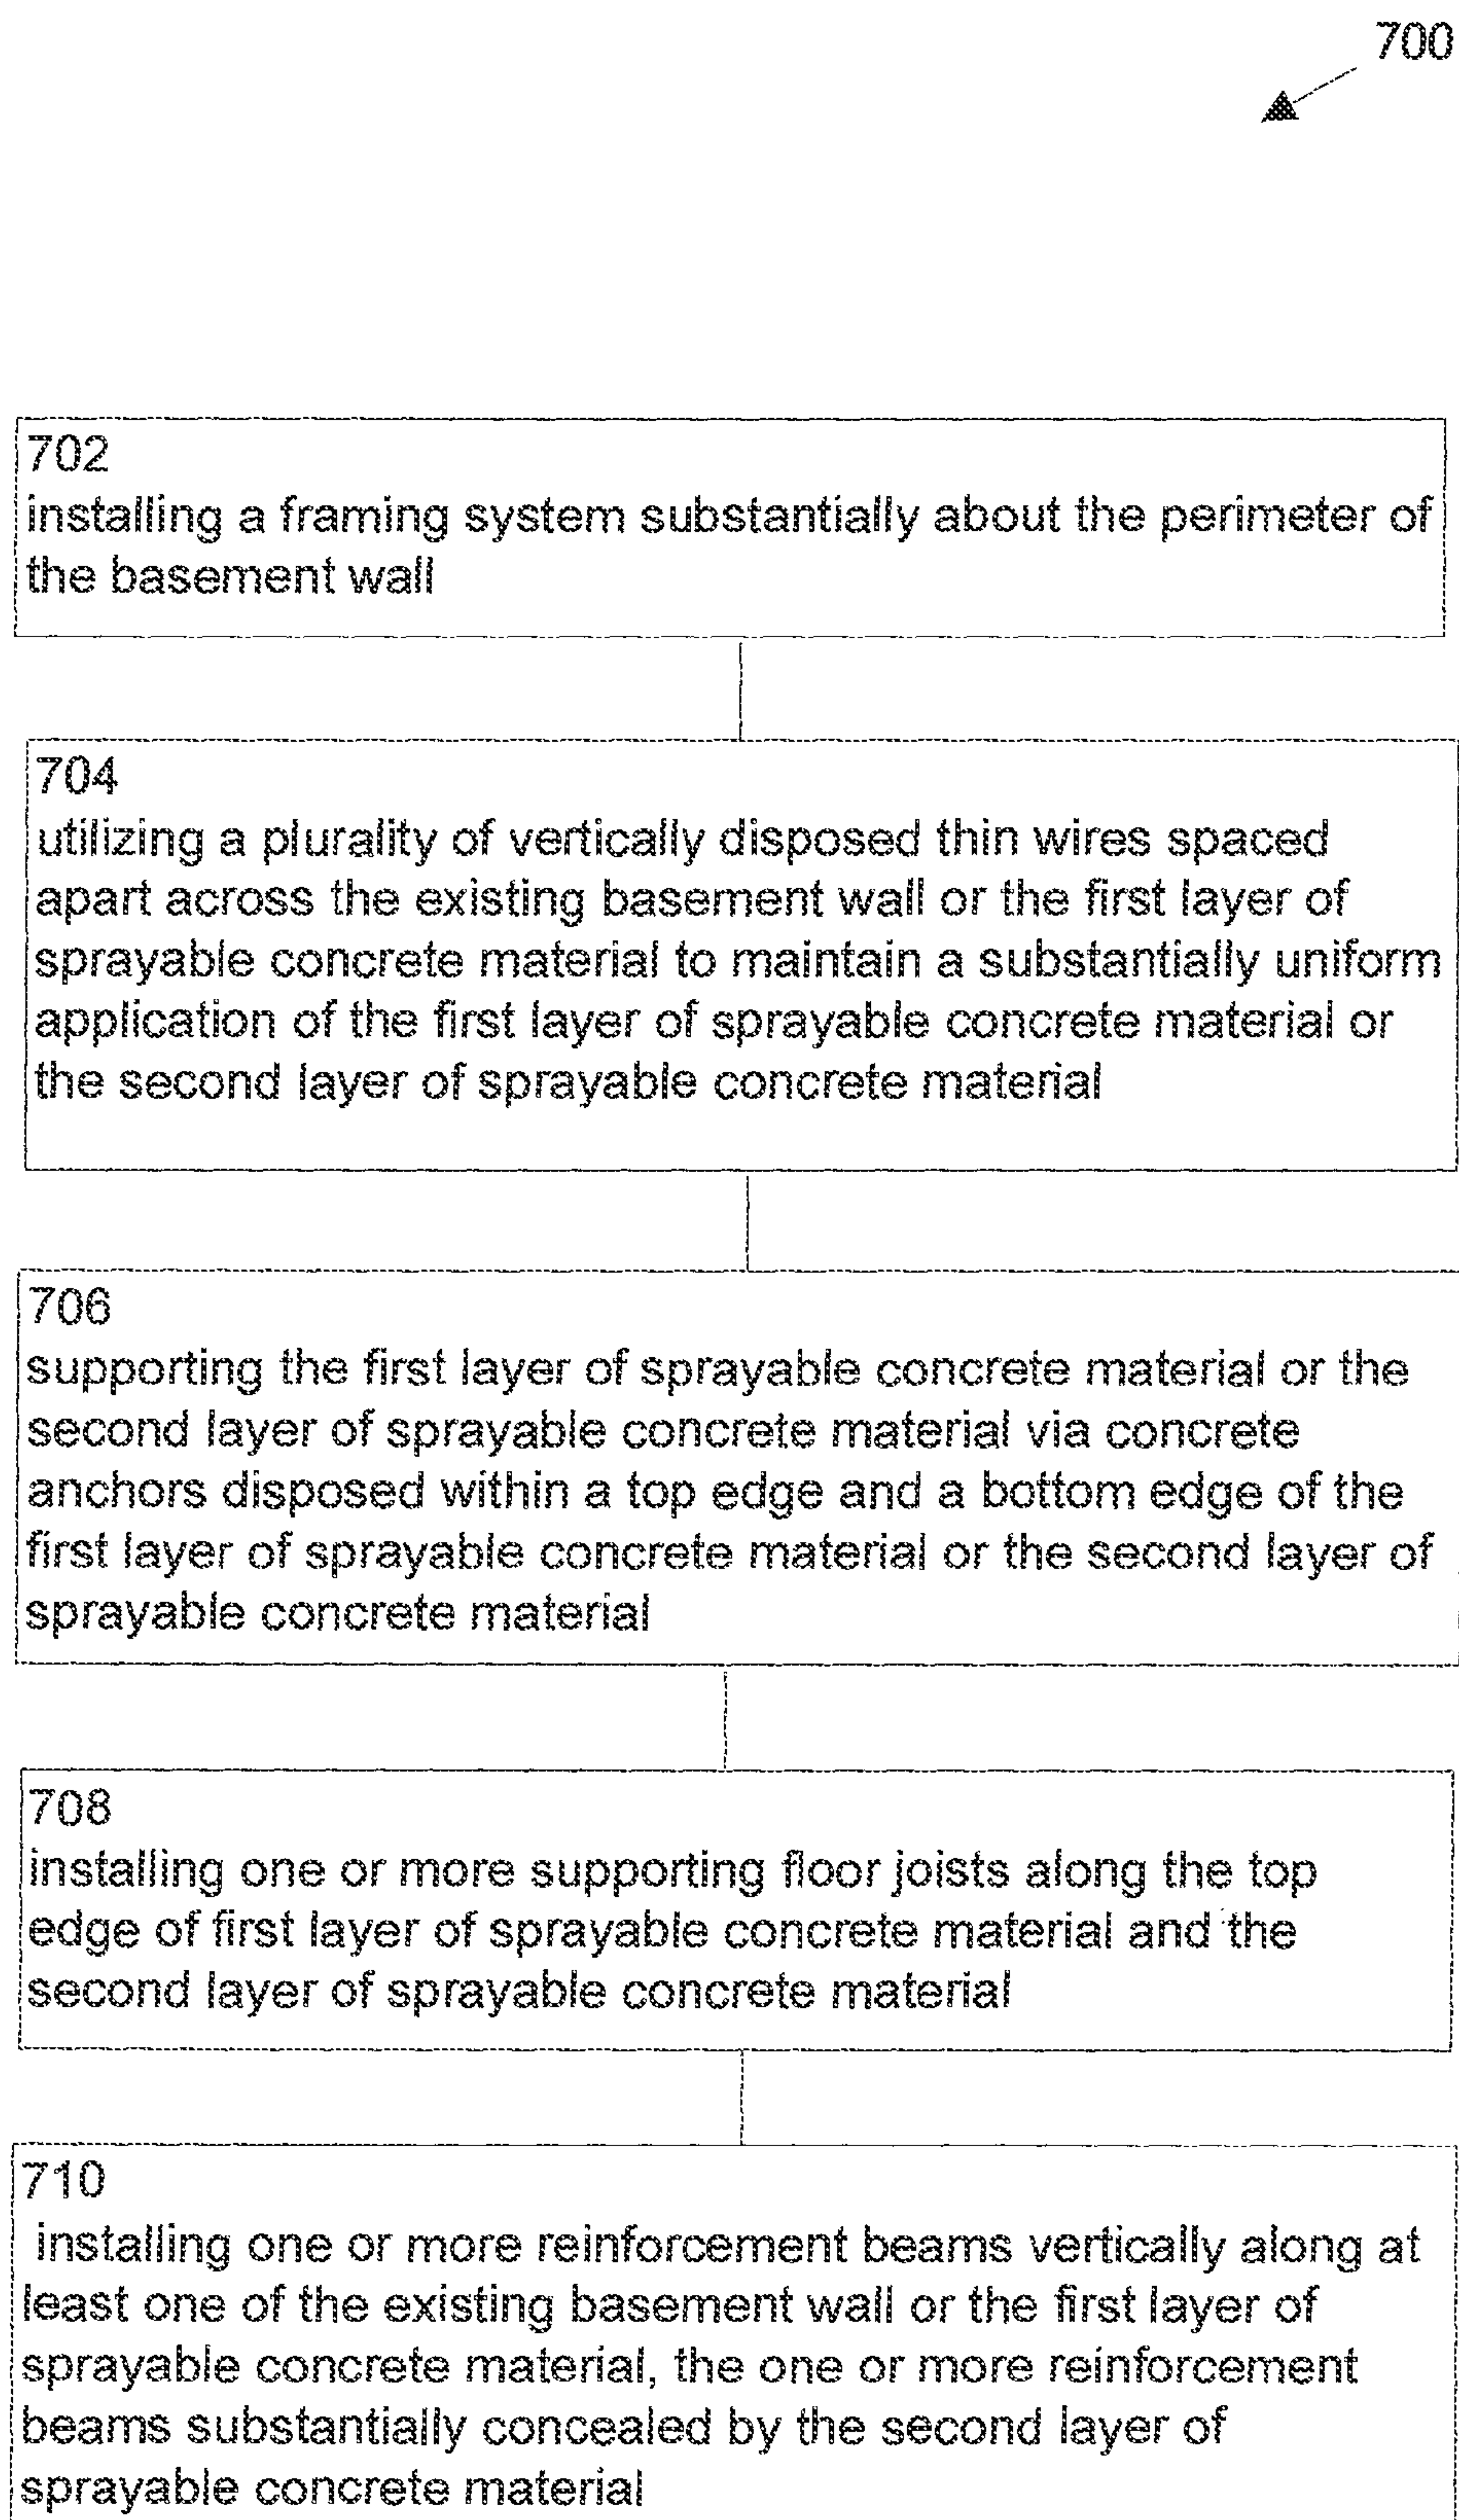 700
702
installing a framing system substantially about the perimeter of
the basement wall
704
utilizing a plurality of vertically disposed thin wires spaced
apart across the existing basement wall or the first layer of
sprayable concrete material to maintain a substantially uniform
application of the first layer of sprayable concrete material or
the second layer of sprayable concrete material
706
supporting the first layer of sprayable concrete material or the
second layer of sprayable concrete material via concrete
anchors disposed within a top edge and a bottom edge of the
first layer of sprayable concrete material or the second layer of
sprayable concrete material
708
installing one or more supporting floor joists along the top
edge of first layer of sprayable concrete material and the
second layer of sprayable concrete material
710
installing one or more reinforcement beams vertically along at
least one of the existing basement wall or the first layer of
sprayable concrete material, the one or more reinforcement
beams substantially concealed by the second layer of
sprayable concrete material